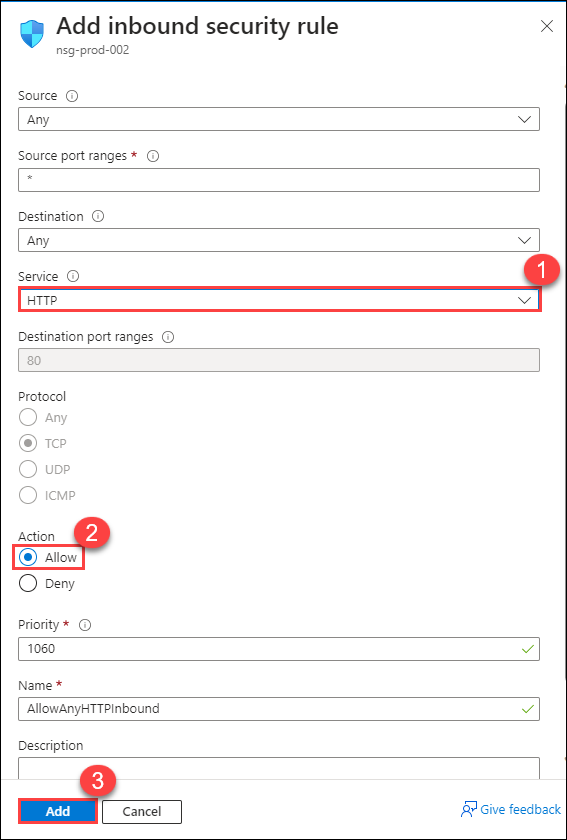 Add inbound security rule
nsg-prod-002
Source
Any
Source port ranges *
*
Destination
Any
1
Service
HTTP
Destination port ranges
80
Protocol
Any
TCP
UDP
ICMP
2
Action
Allow
Deny
Priority *
1060
Name *
AllowAnyHTTPInbound
Description
3
Add Cancel Give feedback